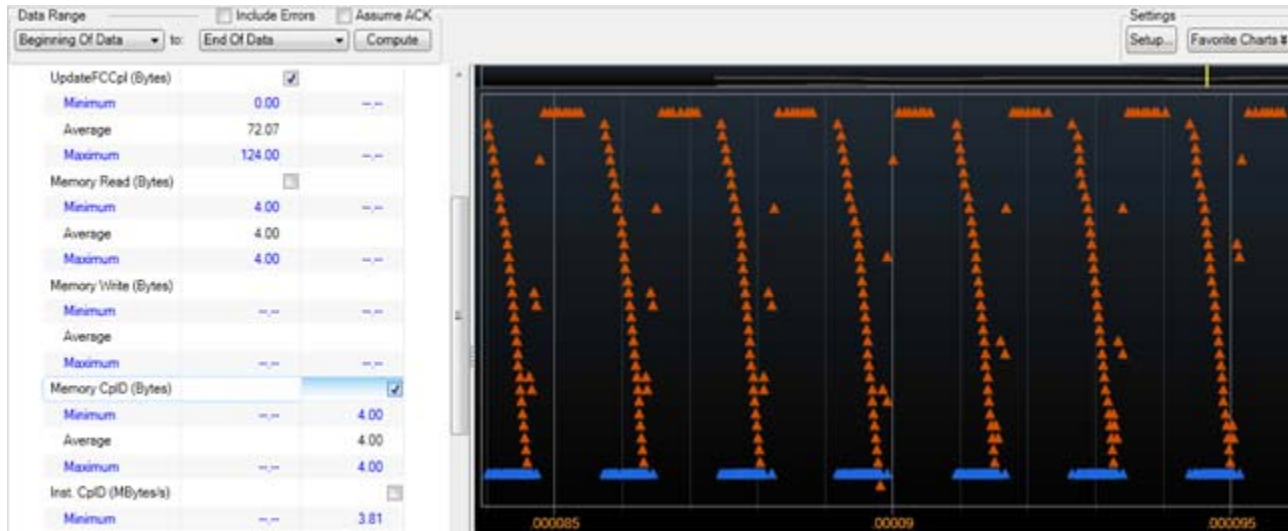 Data Range Include Errors Assume ACK Settings
Beginning Of Data to: End Of Data Compute Setup... Favorite Charts
UpdateFCCpl (Bytes)
Minimum 0.00 --.--
Average 72.07
Maximum 124.00 --.--
Memory Read (Bytes)
Minimum 4.00 --.--
Average 4.00
Maximum 4.00 --.--
Memory Write (Bytes)
Minimum --.-- --.--
Average
Maximum --.-- --.--
Memory CplD (Bytes)
Minimum --.-- 4.00
Average 4.00
Maximum --.-- 4.00
Inst. CplD (MBytes/s)
Minimum --.-- 3.81
.000085 .00009 .000095